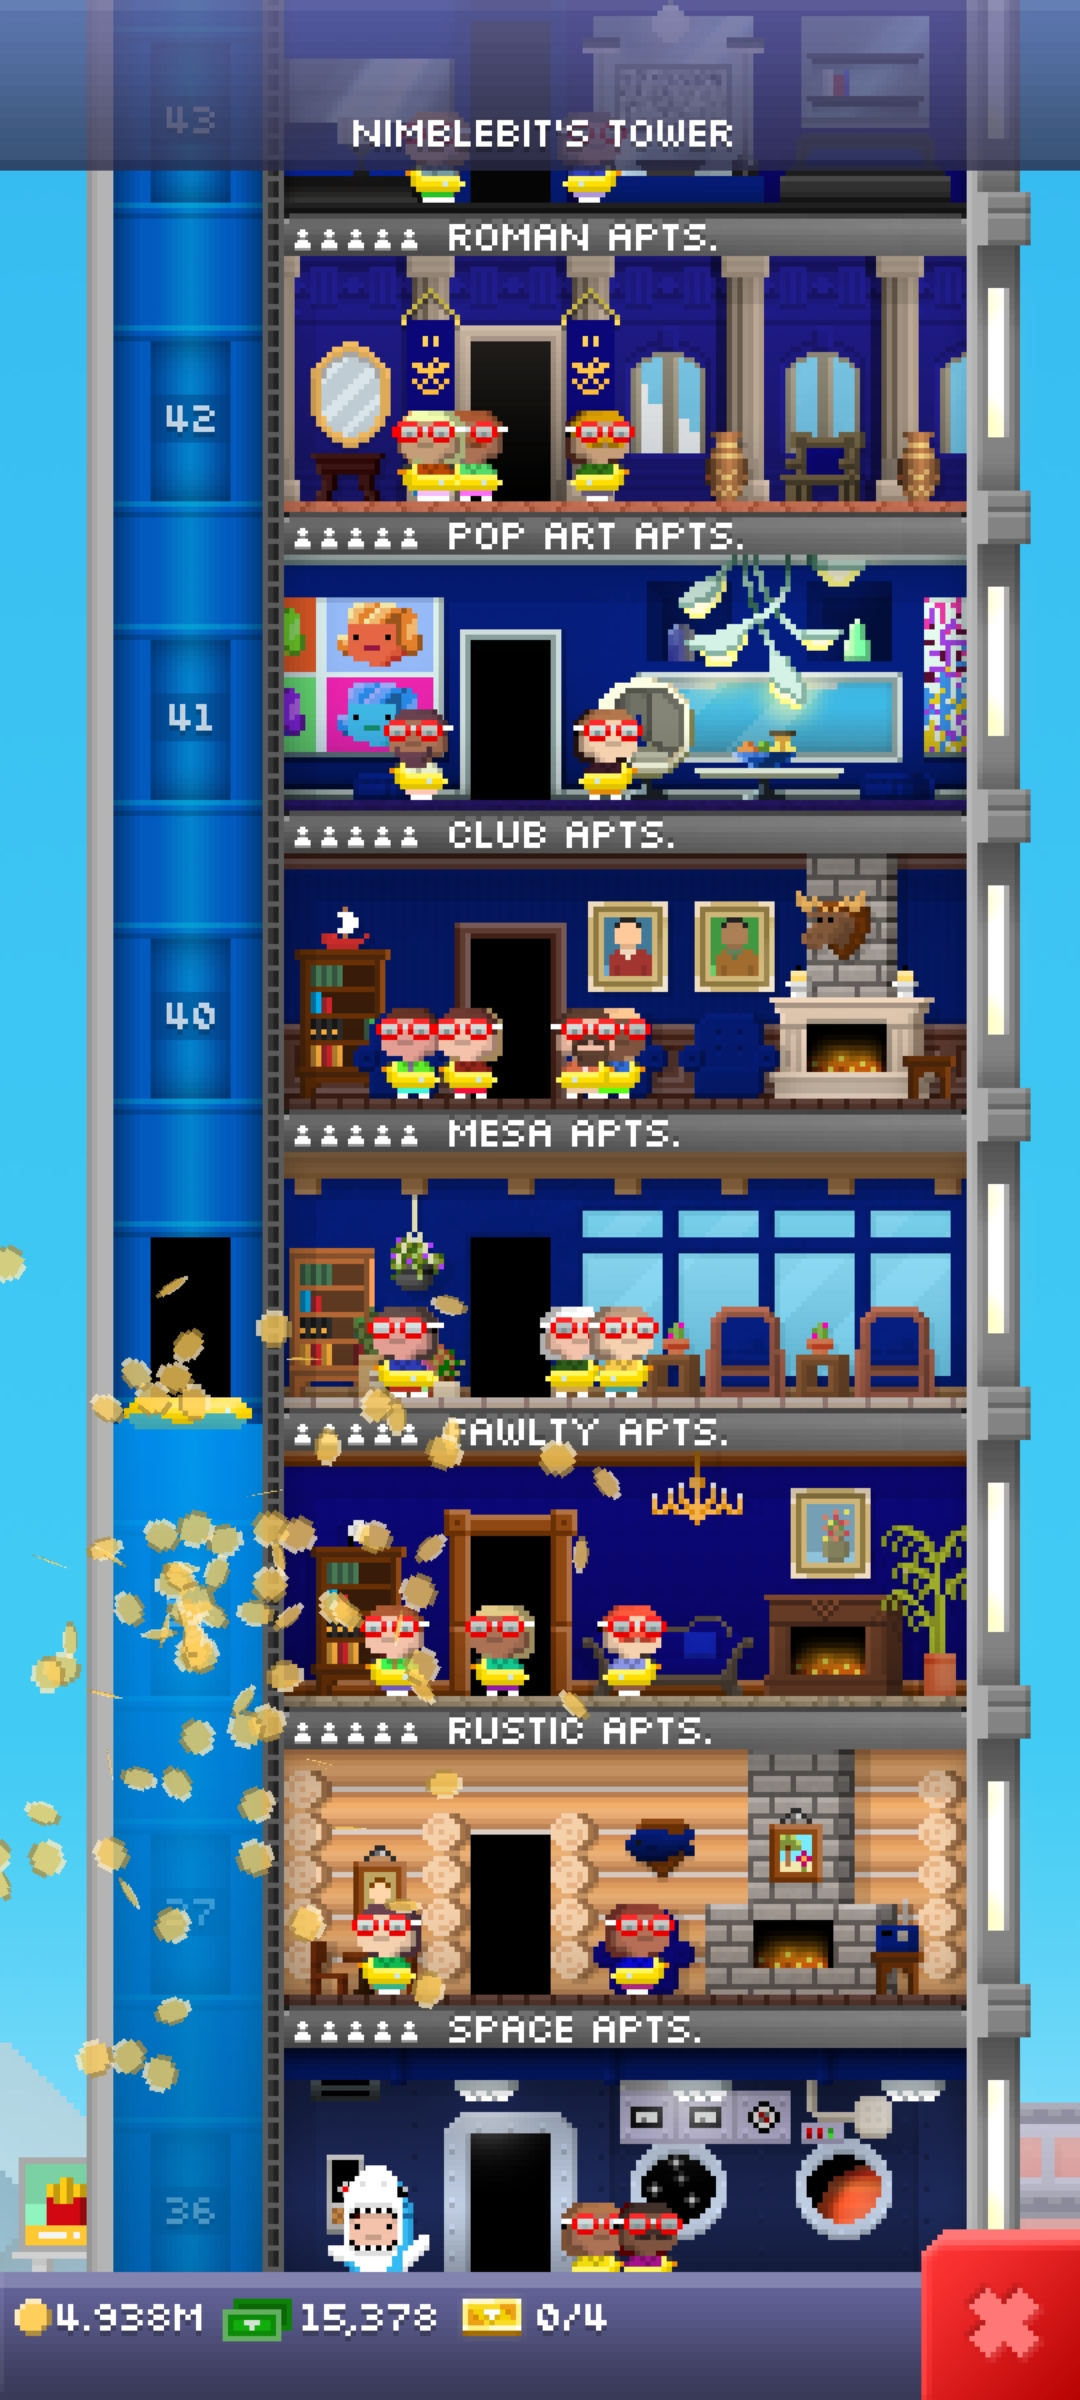 43
NIMBLEBIT'S TOWER
ROMAN APTS.
42
POP ART APTS.
41
CLUB APTS.
40
MESA APTS.
FAWLTY APTS.
RUSTIC APTS.
37
SPACE APTS.
36
4.938M 15,378 0/4